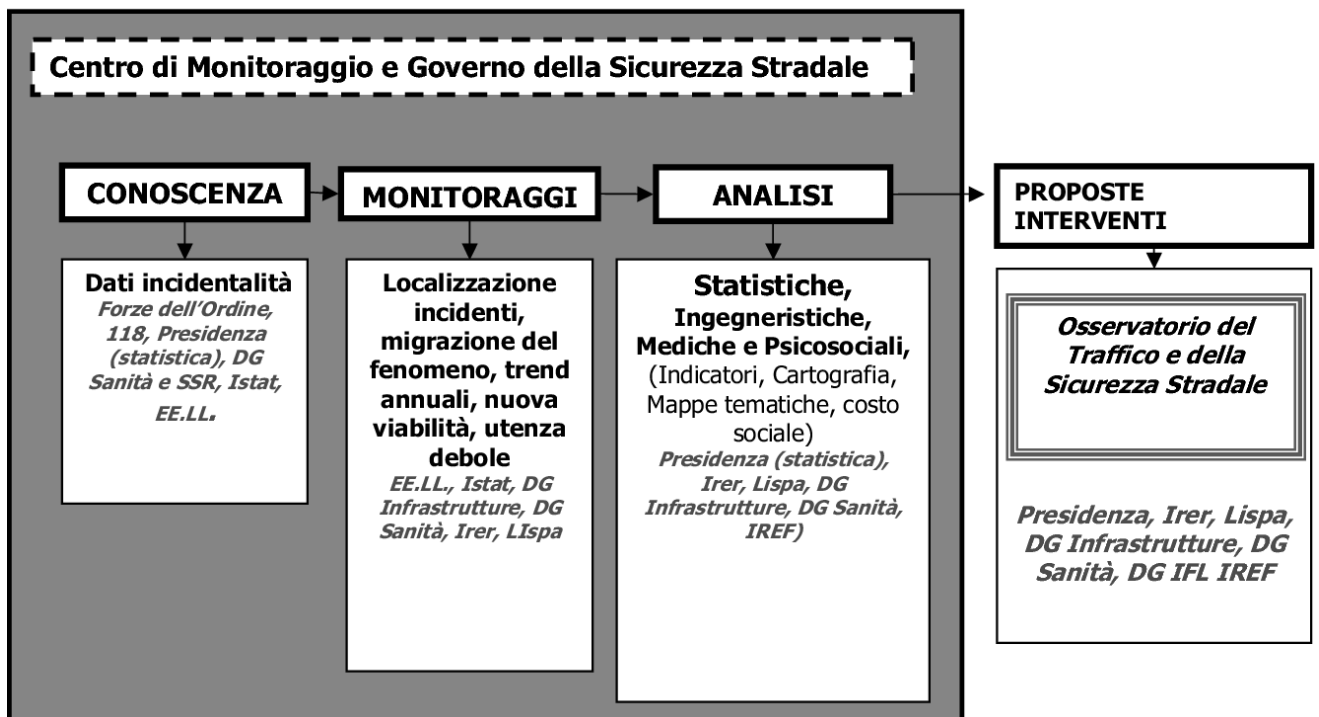 Centro di Monitoraggio e Governo della Sicurezza Stradale
CONOSCENZA
MONITORAGGI
ANALISI
PROPOSTE
INTERVENTI
Dati incidentalità
Forze dell'Ordine,
118, Presidenza
(statistica), DG
Sanità e SSR, Istat,
EE.LL.
Localizzazione
incidenti,
migrazione del
fenomeno, trend
annuali, nuova
viabilità, utenza
debole
EE.LL., Istat, DG
Infrastrutture, DG
Sanità, Irer, LIspa
Statistiche,
Ingegneristiche,
Mediche e Psicosociali,
(Indicatori, Cartografia,
Mappe tematiche, costo
sociale)
Presidenza (statistica),
Irer, Lispa, DG
Infrastrutture, DG Sanità,
IREF)
Osservatorio del
Traffico e della
Sicurezza Stradale
Presidenza, Irer, Lispa,
DG Infrastrutture, DG
Sanità, DG IFL IREF